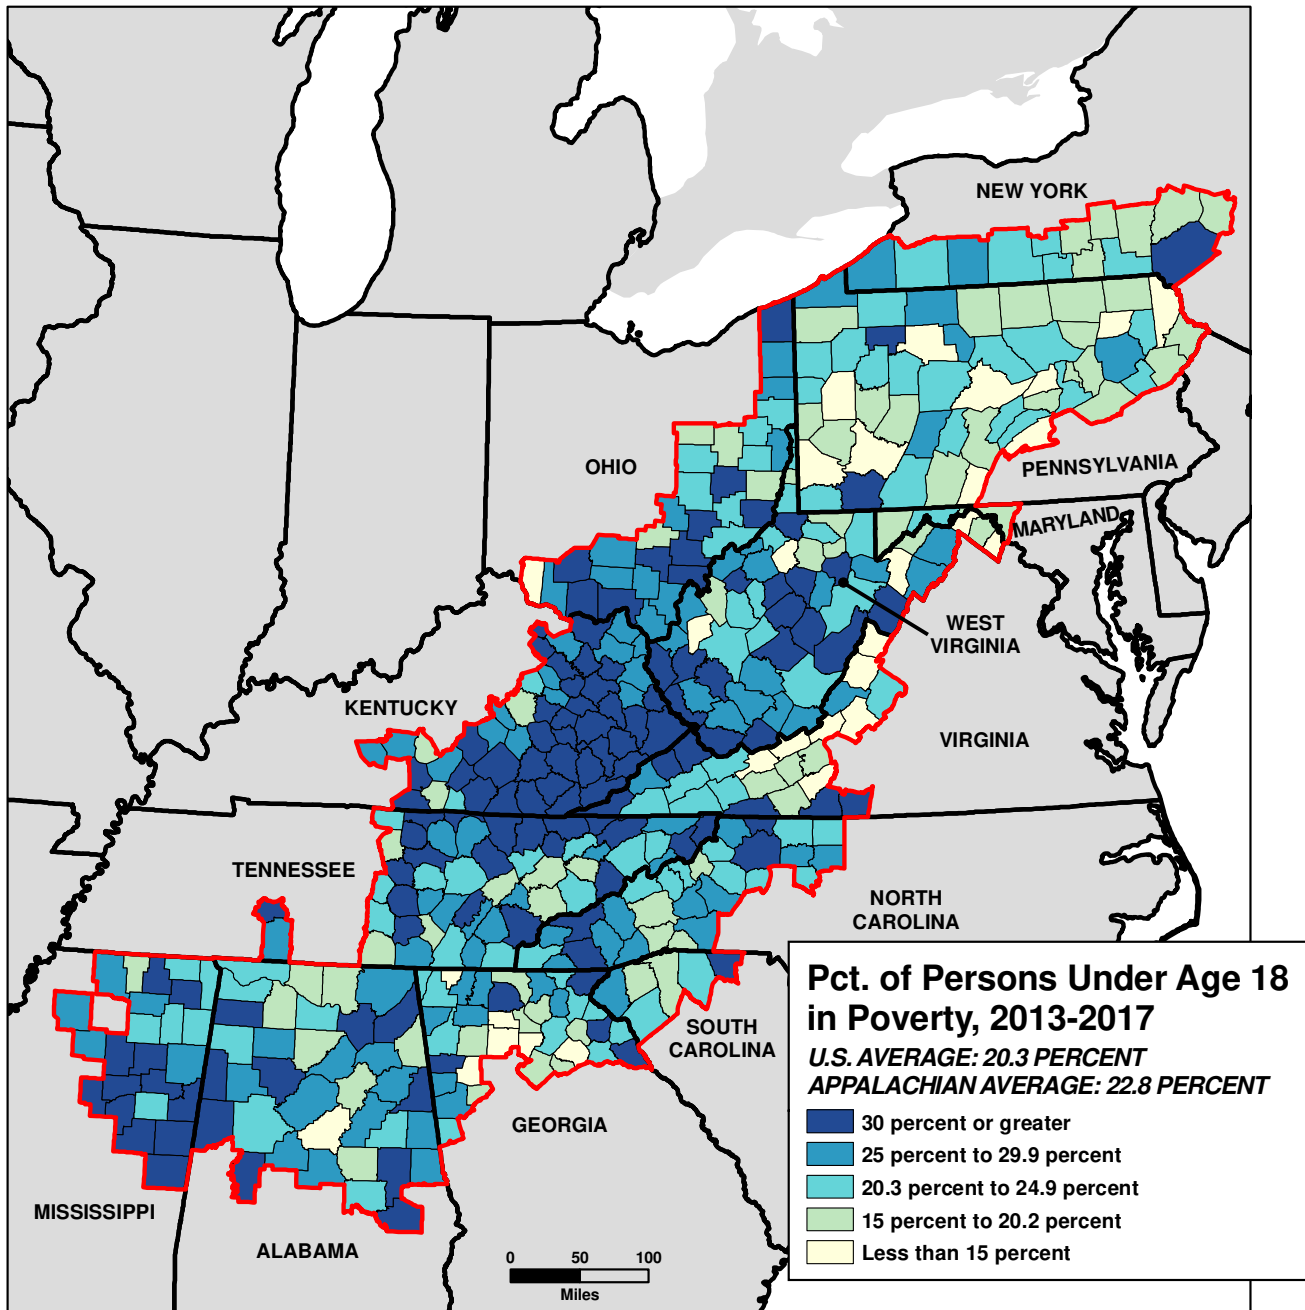 NEW YORK
OHIO
PENNSYLVANIA
MARYLAND
WEST
VIRGINIA
KENTUCKY
VIRGINIA
TENNESSEE
NORTH
CAROLINA
SOUTH
CAROLINA
GEORGIA
MISSISSIPPI
ALABAMA
0 50 100
Miles
Pct. of Persons Under Age 18
in Poverty, 2013-2017
U.S. AVERAGE: 20.3 PERCENT
APPALACHIAN AVERAGE: 22.8 PERCENT
30 percent or greater
25 percent to 29.9 percent
20.3 percent to 24.9 percent
15 percent to 20.2 percent
Less than 15 percent